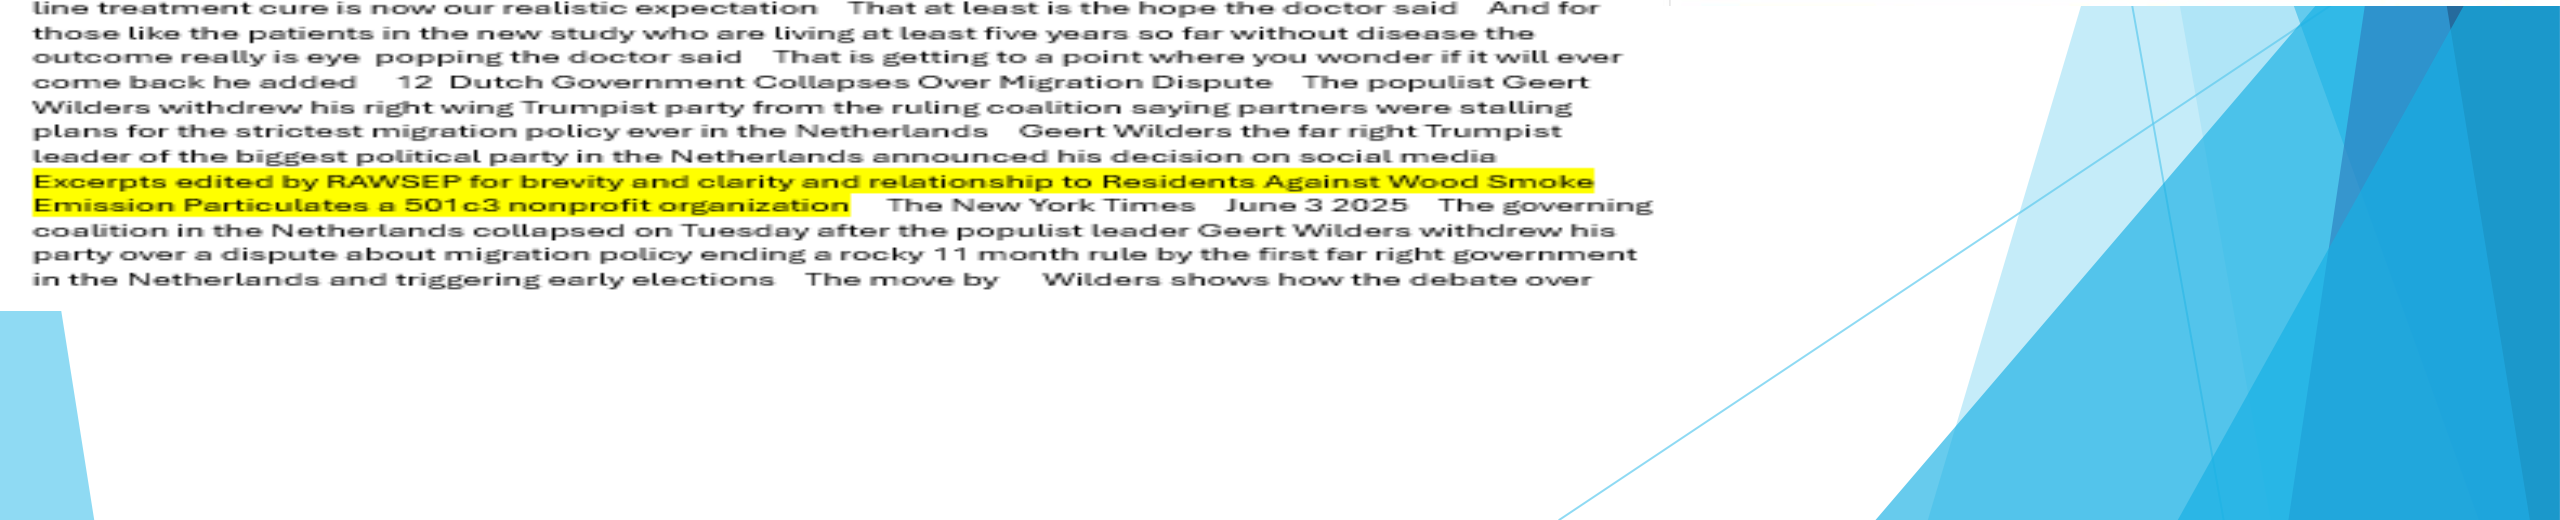 line treatment cure is now our realistic expectation That at least is the hope the doctor said And for
those like the patients in the new study who are living at least five years so far without disease the
outcome really is eye popping the doctor said That is getting to a point where you wonder if it will ever
come back he added 12 Dutch Government Collapses Over Migration Dispute The populist Geert
Wilders withdrew his right wing Trumpist party from the ruling coalition saying partners were stalling
plans for the strictest migration policy ever in the Netherlands Geert Wilders the far right Trumpist
leader of the biggest political party in the Netherlands announced his decision on social media
Excerpts edited by RAWSEP for brevity and clarity and relationship to Residents Against Wood Smoke
Emission Particulates a 501c3 nonprofit organization The New York Times June 3 2025 The governing
coalition in the Netherlands collapsed on Tuesday after the populist leader Geert Wilders withdrew his
party over a dispute about migration policy ending a rocky 11 month rule by the first far right government
in the Netherlands and triggering early elections The move by Wilders shows how the debate over